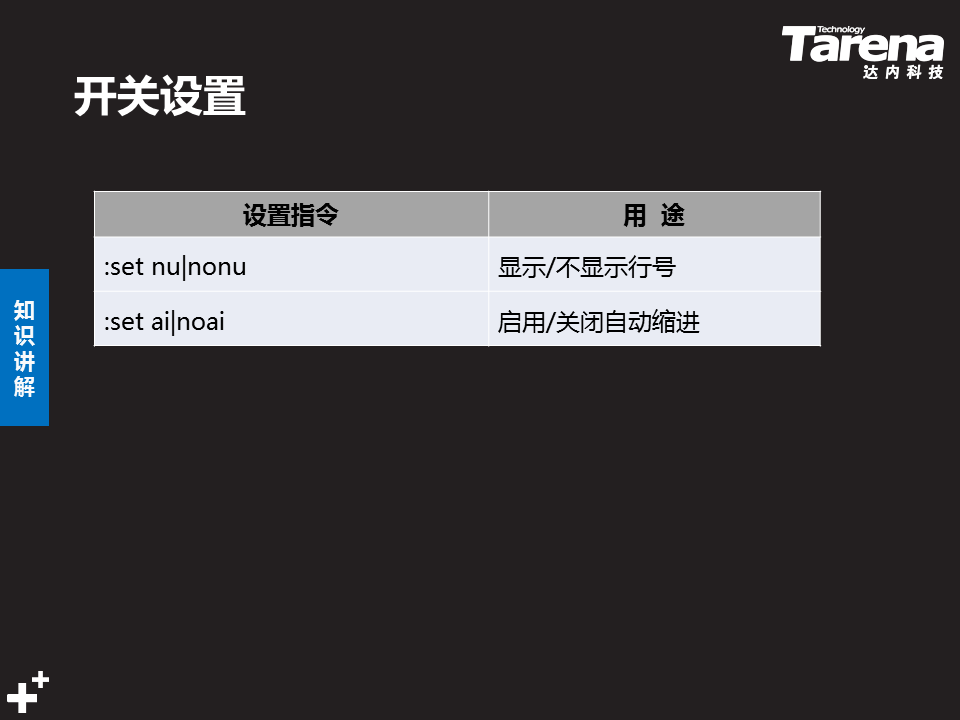 Technology
Tarena
达内科技
开关设置
设置指令 用 途
:set nu|nonu 显示/不显示行号
:set ai|noai 启用/关闭自动缩进
知
识
讲
解